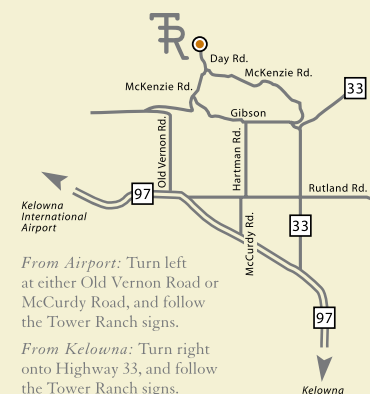 TR
Day Rd.
McKenzie Rd.
McKenzie Rd.
33
Gibson
Old Vernon Rd.
Hartman Rd.
Rutland Rd.
97
Kelowna
International
Airport
McCurdy Rd.
33
From Airport: Turn left
at either Old Vernon Road or
McCurdy Road, and follow
the Tower Ranch signs.
97
From Kelowna: Turn right
onto Highway 33, and follow
the Tower Ranch signs.
Kelowna